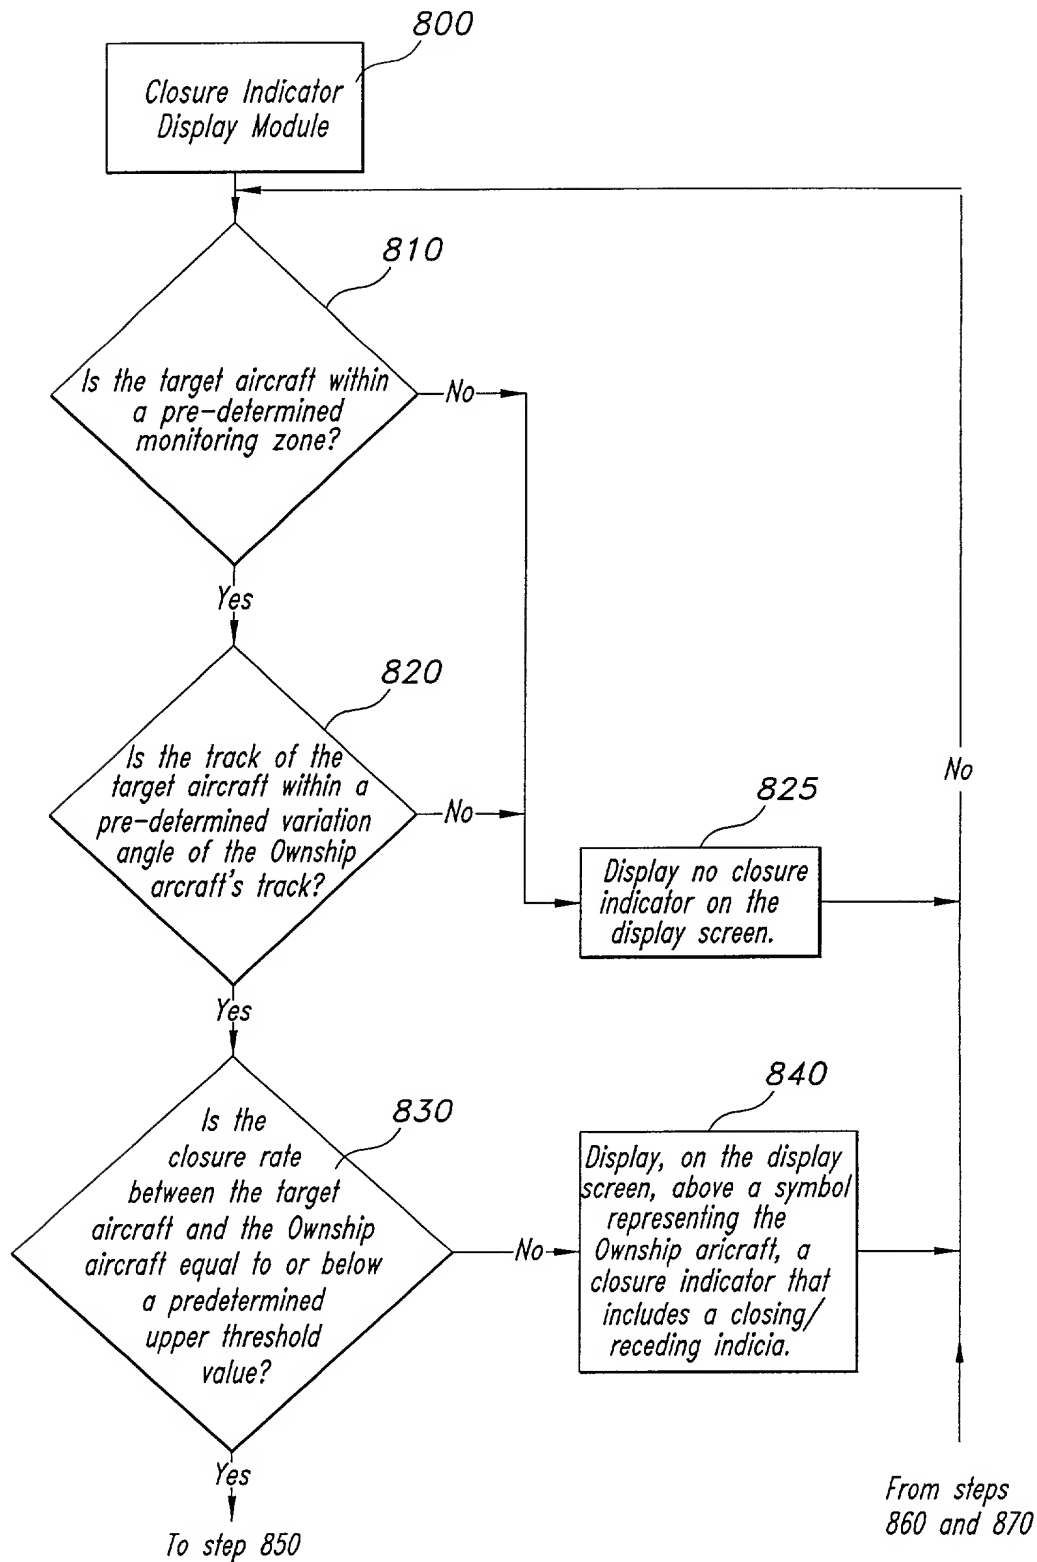 800
Closure Indicator
Display Module
810
Is the target aircraft within
a pre-determined
monitoring zone?
No
Yes
820
Is the track of the
target aircraft within a
pre-determined variation
angle of the Ownship
arcraft's track?
No
No
825
Display no closure
indicator on the
display screen.
Yes
830
Is the
closure rate
between the target
aircraft and the Ownship
aircraft equal to or below
a predetermined
upper threshold
value?
No
840
Display, on the display
screen, above a symbol
representing the
Ownship aricraft, a
closure indicator that
includes a closing/
receding indicia.
Yes
To step 850
From steps
860 and 870